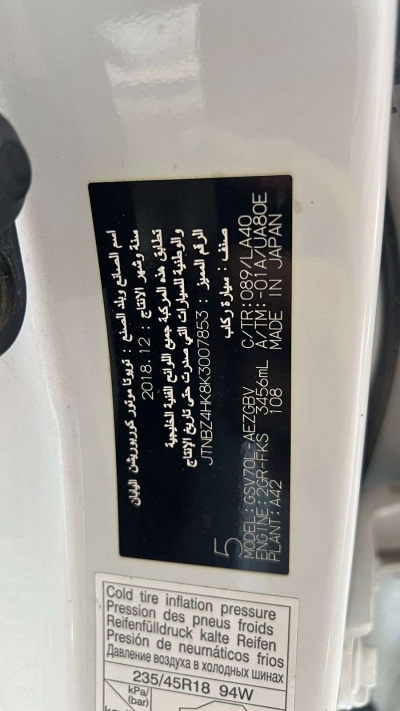 اسم الصانع وبلد الصنع : تويوتا موتور كوربوريشن اليابان
سنة وشهر الانتاج : 2018.12
تطابق هذه المركبة جميع اللوائح الفنية الخليجية
والوطنية للسيارات التي صدرت حتى تاريخ الإنتاج
الرقم المميز : JTNBZ4HK8K3007853
صنف : سيارة ركاب
5
MODEL:GSV70L-AEZGBV C/TR:089/LA40
ENGINE:2GR-FKS 3456mL A/TM:-01A/UA80E
PLANT:A42 108 MADE IN JAPAN
Cold tire inflation pressure
Pression des pneus froids
Reifenfülldruck kalte Reifen
Presión de neumáticos frios
Давление воздуха в холодных шинах
235/45R18 94W
kPa/
(bar)